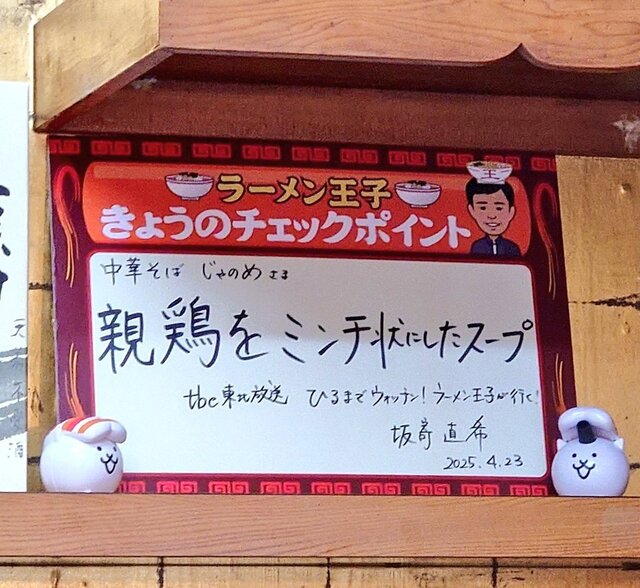 ラーメン王子
きょうのチェックポイント
中華そば じゃのめさま
親鶏をミンチ状にしたスープ
tbc東北放送 ひるまでウォッチン!ラーメン王子が行く!
坂寄 直希
2025.4.23